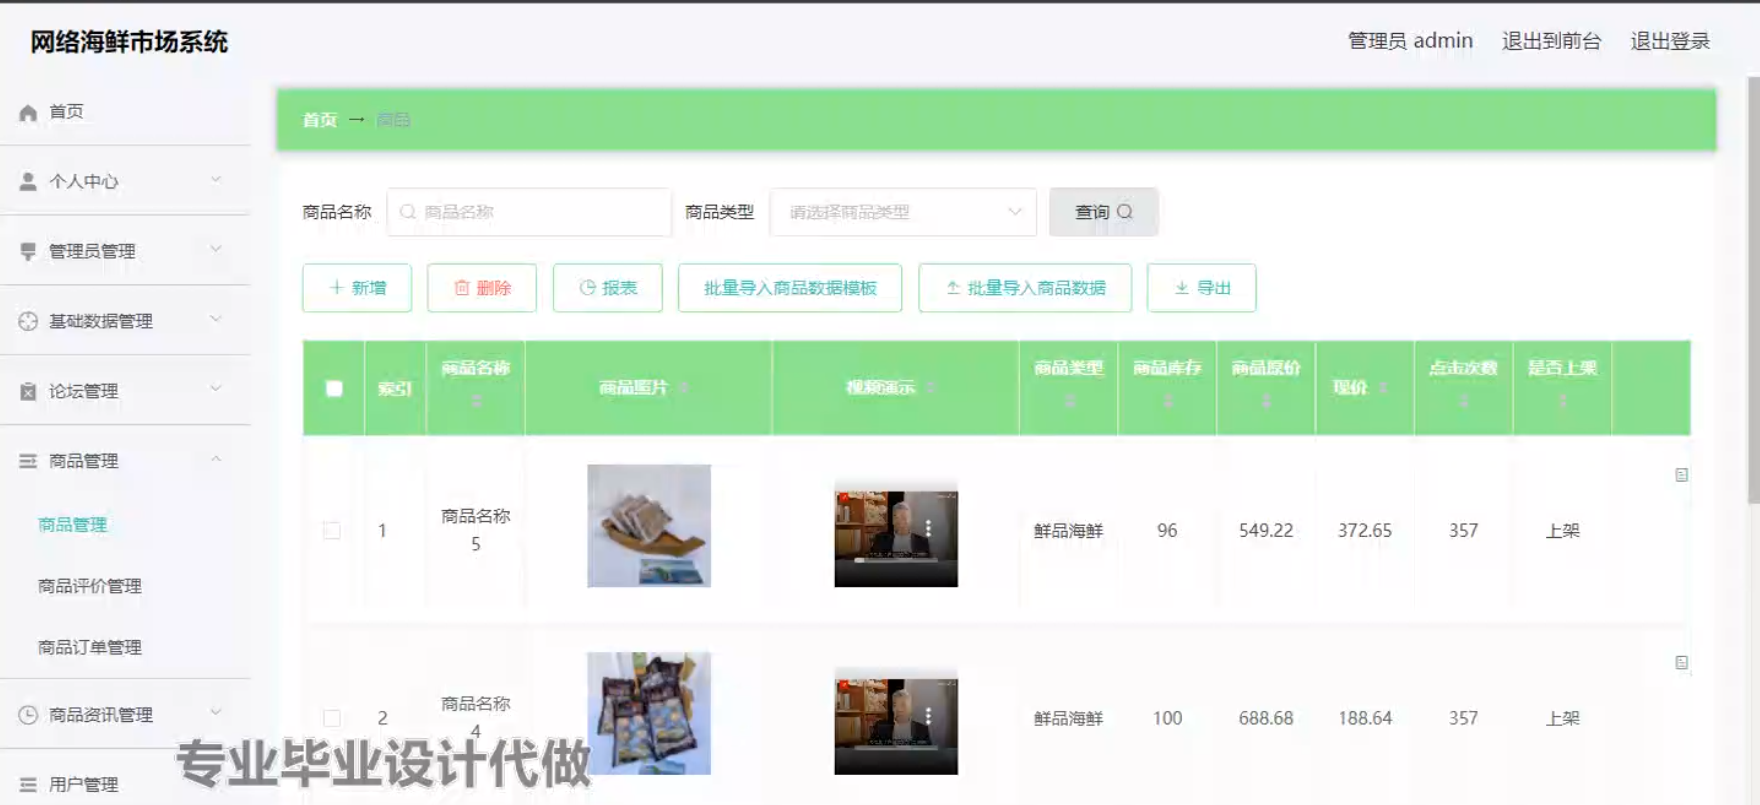 网络海鲜市场系统
管理员 admin 退出到前台 退出登录
首页
个人中心
管理员管理
基础数据管理
论坛管理
商品管理
商品管理
商品评价管理
商品订单管理
商品资讯管理
用户管理
首页 → 商品
商品名称 商品名称 商品类型 请选择商品类型 查询
新增 删除 报表 批量导入商品数据模板 批量导入商品数据 导出
索引 商品名称 商品照片 视频演示 商品类型 商品库存 商品原价 现价 点击次数 是否上架
1 商品名称5 鲜品海鲜 96 549.22 372.65 357 上架
2 商品名称4 鲜品海鲜 100 688.68 188.64 357 上架
专业毕业设计代做